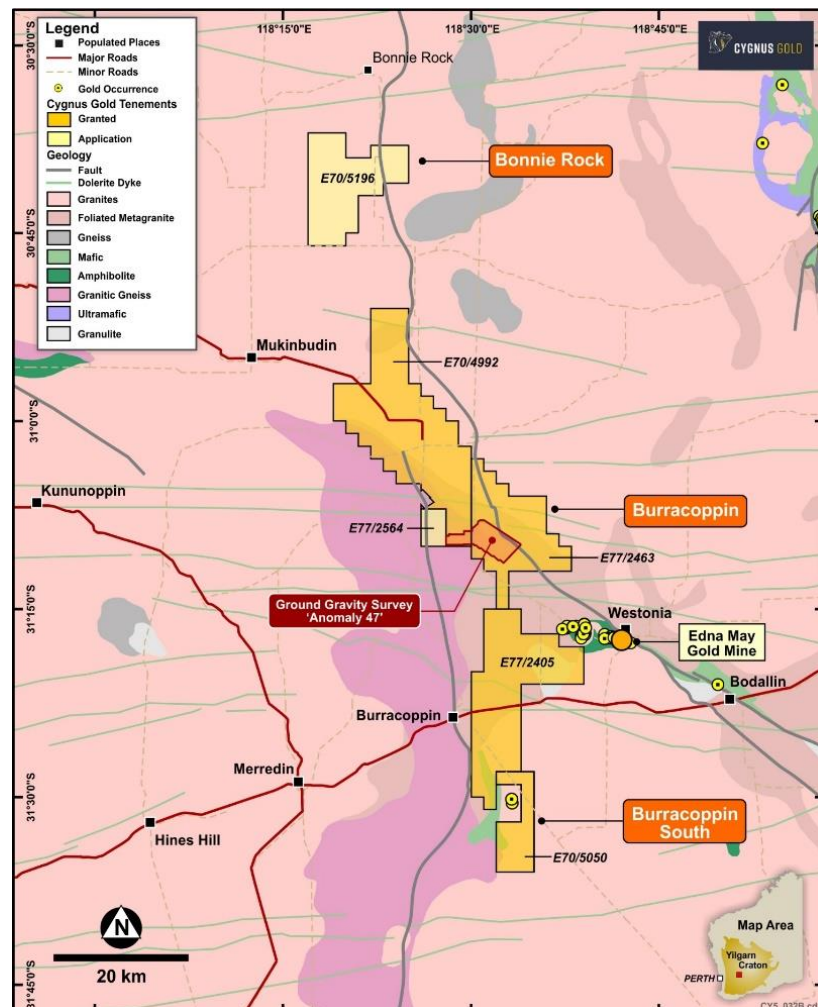 118°15'0"E
118°30'0"E
118°45'0"E
Legend
Populated Places
Major Roads
Minor Roads
Gold Occurrence
Cygnus Gold Tenements
Granted
Application
Geology
Fault
Dolerite Dyke
Granites
Foliated Metagranite
Gneiss
Mafic
Amphibolite
Granitic Gneiss
Ultramafic
Granulite
CYGNUS GOLD
30°30'0"S
Bonnie Rock
Bonnie Rock
E70/5196
30°45'0"S
Mukinbudin
E70/4992
31°0'0"S
Kununoppin
Burracoppin
E77/2564
E77/2463
Ground Gravity Survey
'Anomaly 47'
31°15'0"S
Westonia
Edna May
Gold Mine
E77/2405
Bodallin
Burracoppin
Merredin
31°30'0"S
Hines Hill
Burracoppin
South
E70/5050
N
20 km
Map Area
Yilgarn
Craton
PERTH
31°45'0"S